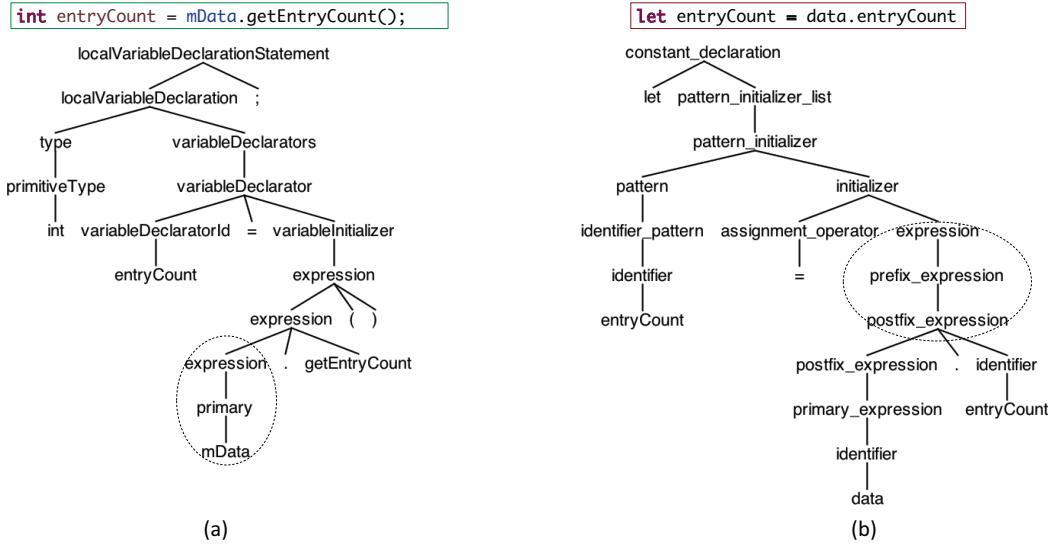 int entryCount = mData.getEntryCount();
localVariableDeclarationStatement
localVariableDeclaration ;
type variableDeclarators
primitiveType variableDeclarator
int variableDeclaratorId = variableInitializer
entryCount expression
expression ( )
expression . getEntryCount
primary
mData
(a)
let entryCount = data.entryCount
constant_declaration
let pattern_initializer_list
pattern_initializer
pattern initializer
identifier_pattern assignment_operator expression
identifier = prefix_expression
entryCount postfix_expression
postfix_expression . identifier
primary_expression entryCount
identifier
data
(b)